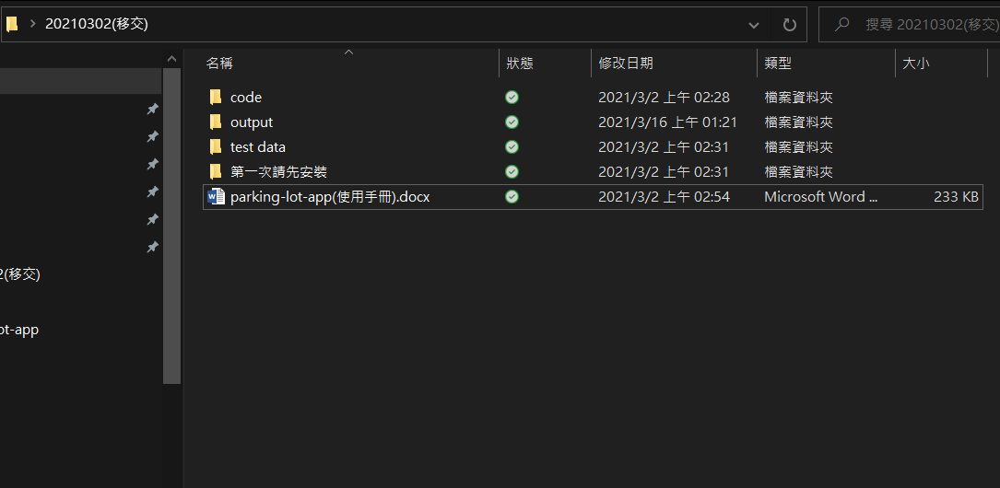 20210302(移交)
搜尋 20210302(移交)
名稱 狀態 修改日期 類型 大小
code 2021/3/2 上午 02:28 檔案資料夾
output 2021/3/16 上午 01:21 檔案資料夾
test data 2021/3/2 上午 02:31 檔案資料夾
第一次請先安裝 2021/3/2 上午 02:31 檔案資料夾
parking-lot-app(使用手冊).docx 2021/3/2 上午 02:54 Microsoft Word ... 233 KB
2(移交)
ot-app